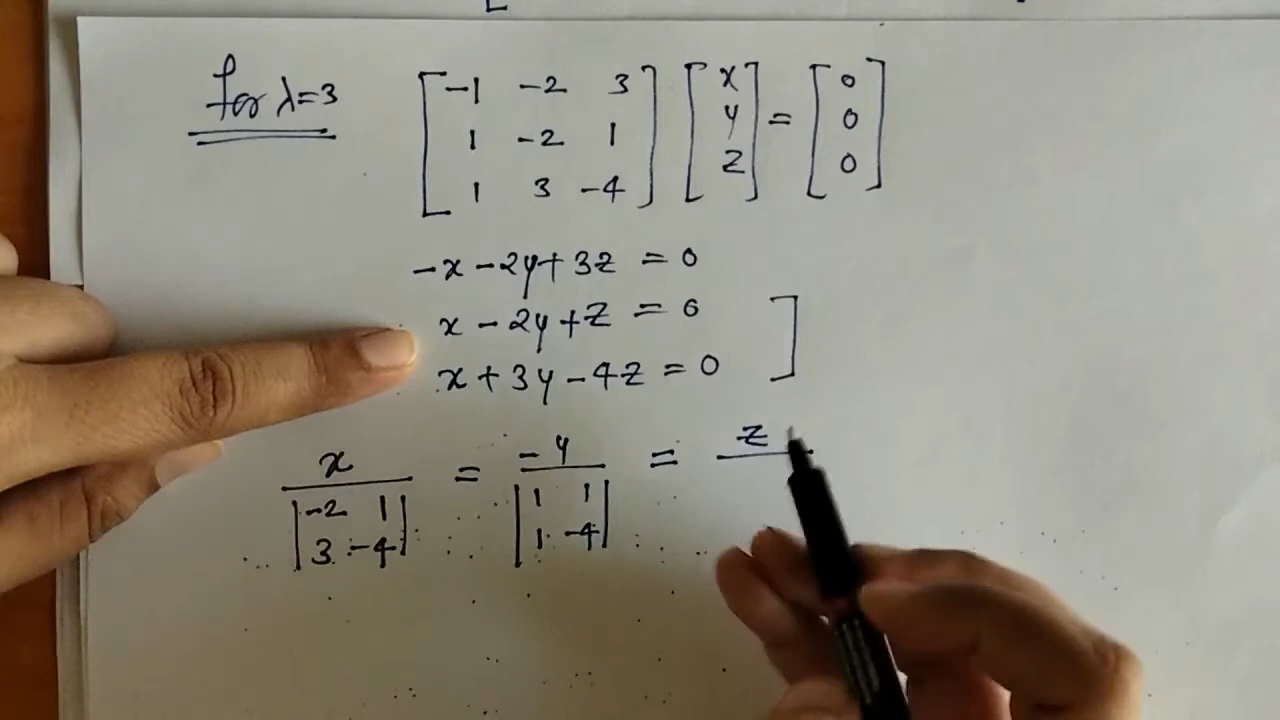 for λ=3 [-1 -2 3 [x [0
1 -2 1 y = 0
1 3 -4] z] 0]
-x-2y+3z = 0
x-2y+z = 0 ]
x+3y-4z = 0
x = -y = z
|-2 1| |1 1|
|3 -4| |1 -4|